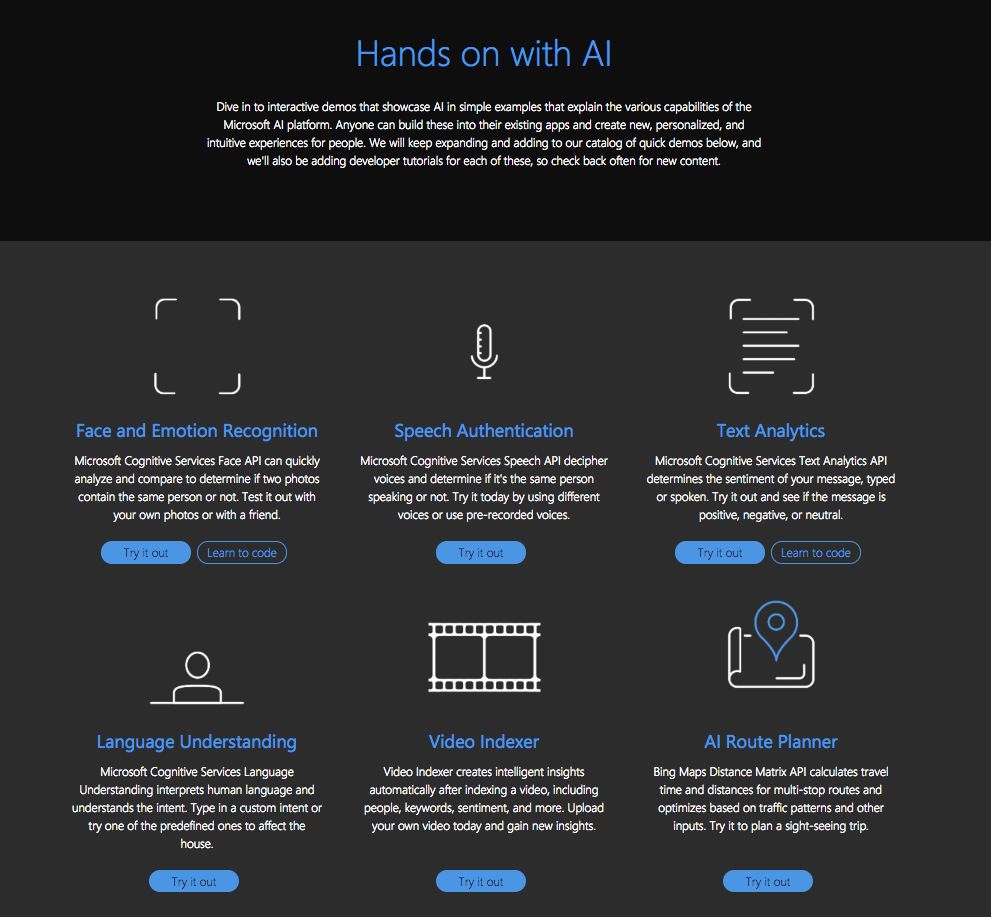 Hands on with AI
Dive in to interactive demos that showcase AI in simple examples that explain the various capabilities of the
Microsoft AI platform. Anyone can build these into their existing apps and create new, personalized, and
intuitive experiences for people. We will keep expanding and adding to our catalog of quick demos below, and
we'll also be adding developer tutorials for each of these, so check back often for new content.
Face and Emotion Recognition
Microsoft Cognitive Services Face API can quickly
analyze and compare to determine if two photos
contain the same person or not. Test it out with
your own photos or with a friend.
Try it out
Learn to code
Speech Authentication
Microsoft Cognitive Services Speech API decipher
voices and determine if it's the same person
speaking or not. Try it today by using different
voices or use pre-recorded voices.
Try it out
Text Analytics
Microsoft Cognitive Services Text Analytics API
determines the sentiment of your message, typed
or spoken. Try it out and see if the message is
positive, negative, or neutral.
Try it out
Learn to code
Language Understanding
Microsoft Cognitive Services Language
Understanding interprets human language and
understands the intent. Type in a custom intent or
try one of the predefined ones to affect the
house.
Try it out
Video Indexer
Video Indexer creates intelligent insights
automatically after indexing a video, including
people, keywords, sentiment, and more. Upload
your own video today and gain new insights.
Try it out
AI Route Planner
Bing Maps Distance Matrix API calculates travel
time and distances for multi-stop routes and
optimizes based on traffic patterns and other
inputs. Try it to plan a sight-seeing trip.
Try it out